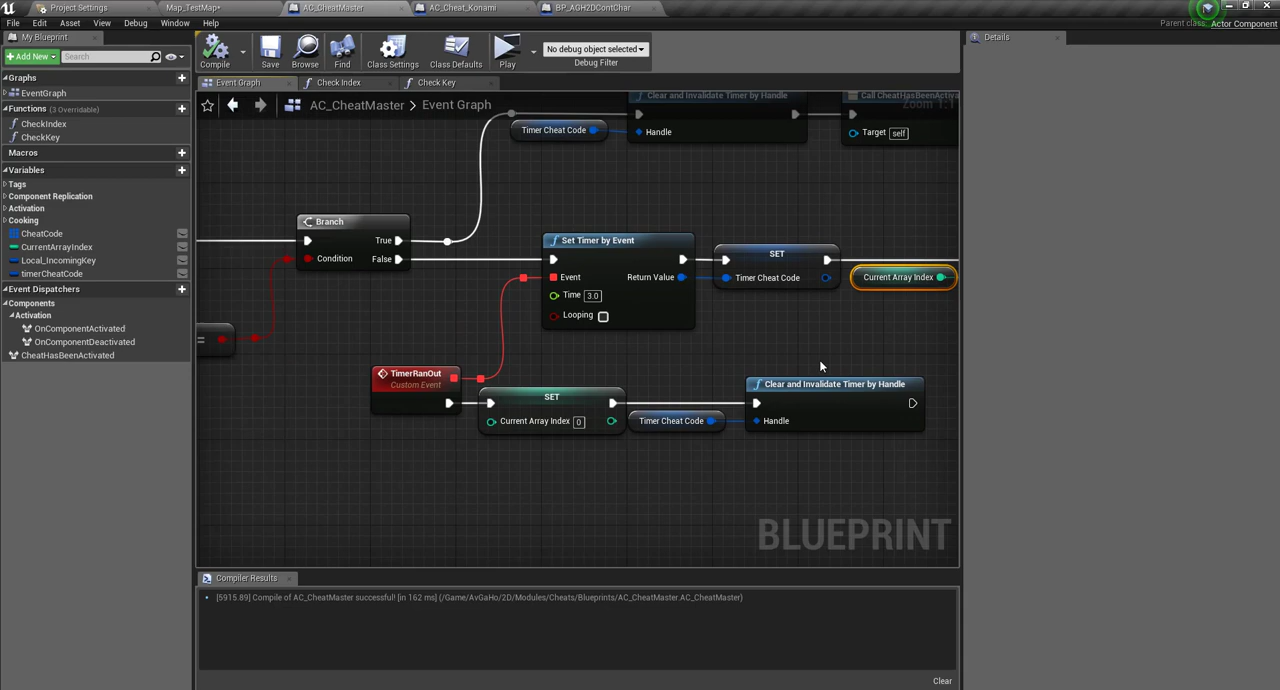 Project Settings
Map_TestMap*
AC_CheatMaster
AC_Cheat_Konami
BP_AGH2DContChar
File Edit Asset View Debug Window Help
Parent class: Actor Component
My Blueprint
Add New
Search
Graphs
EventGraph
Functions (3 Overridable)
CheckIndex
CheckKey
Macros
Variables
Tags
Component Replication
Activation
Cooking
CheatCode
CurrentArrayIndex
Local_IncomingKey
timerCheatCode
Event Dispatchers
Components
Activation
OnComponentActivated
OnComponentDeactivated
CheatHasBeenActivated
Compile
Save
Browse
Find
Class Settings
Class Defaults
Play
No debug object selected
Debug Filter
Event Graph
Check Index
Check Key
AC_CheatMaster > Event Graph
Zoom 1:1
Clear and Invalidate Timer by Handle
Timer Cheat Code
Handle
Call CheatHasBeenActiva
Target self
Branch
True
False
Condition
Set Timer by Event
Event
Return Value
Time 3.0
Looping
SET
Timer Cheat Code
Current Array Index
=
TimerRanOut
Custom Event
SET
Current Array Index 0
Timer Cheat Code
Clear and Invalidate Timer by Handle
Handle
BLUEPRINT
Details
Compiler Results
[5915.89] Compile of AC_CheatMaster successful! [in 162 ms] (/Game/AvGaHo/2D/Modules/Cheats/Blueprints/AC_CheatMaster.AC_CheatMaster)
Clear